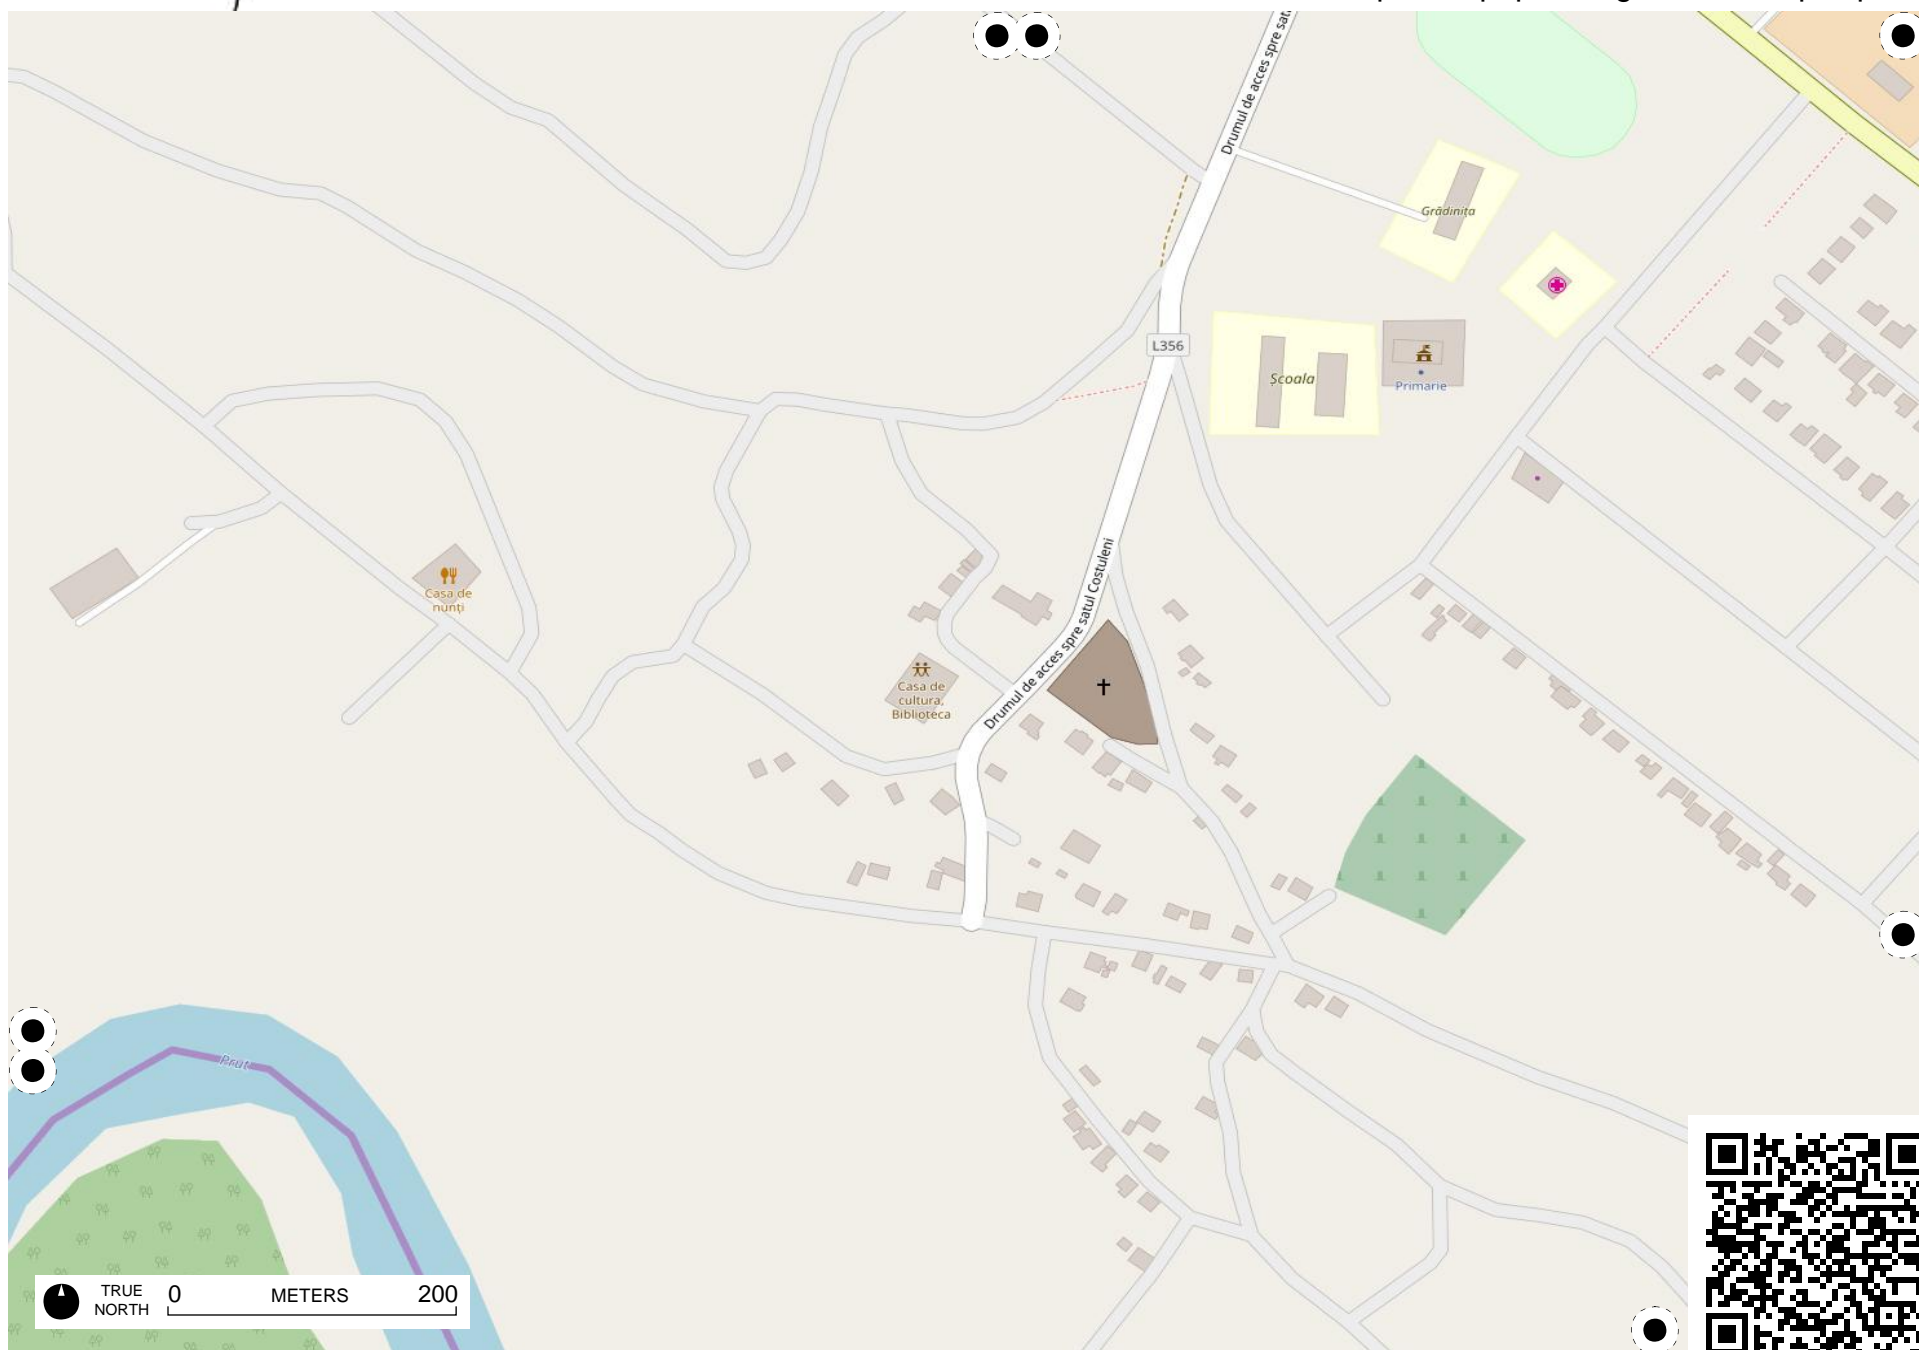 Drumul de acces spre sat
Grădinița
L356
Școala
Primarie
Drumul de acces spre satul Costuleni
Casa de
nunți
Casa de
cultura,
Biblioteca
Prut
TRUE
NORTH
0 METERS 200